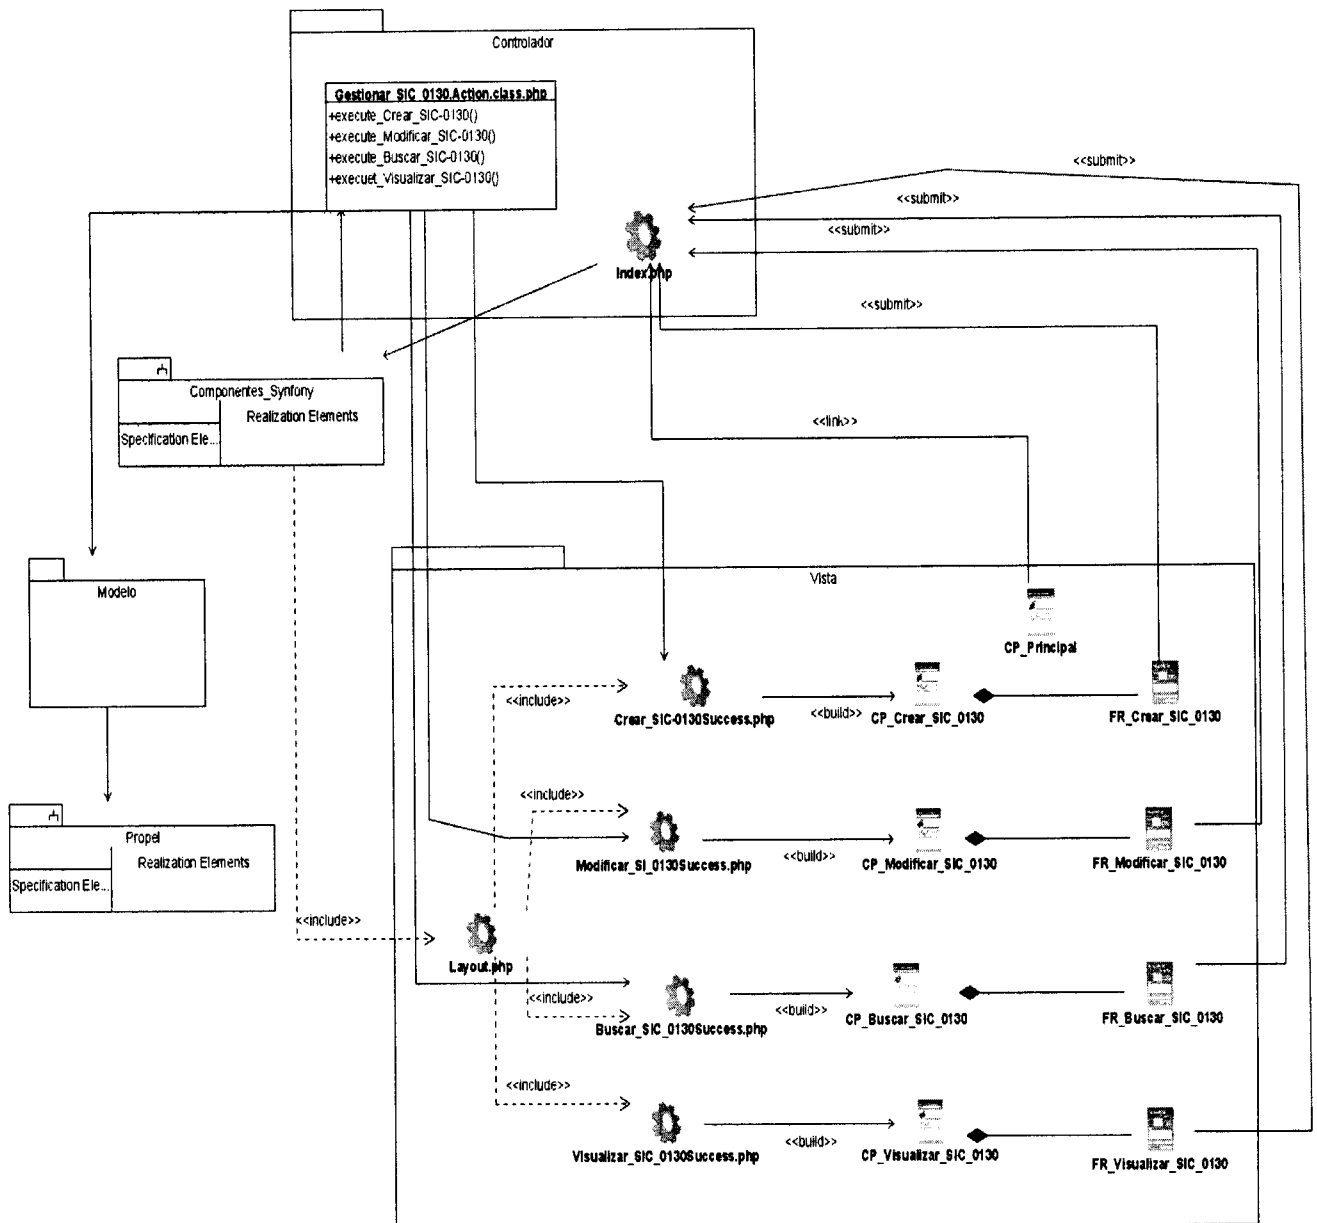 Controlador
Gestionar_SIC_0130.Action.class.php
+execute_Crear_SIC-0130()
+execute_Modificar_SIC-0130()
+execute_Buscar_SIC-0130()
+execuet_Visualizar_SIC-0130()
<<submit>>
<<submit>>
<<submit>>
Index.php
<<submit>>
Componentes_Synfony
Realization Elements
Specification Ele...
<<link>>
Vista
Modelo
CP_Principal
<<include>>
Crear_SIC-0130Success.php
<<build>>
CP_Crear_SIC_0130
FR_Crear_SIC_0130
<<include>>
Propel
Realization Elements
Specification Ele...
Modificar_SI_0130Success.php
<<build>>
CP_Modificar_SIC_0130
FR_Modificar_SIC_0130
<<include>>
Layout.php
<<include>>
Buscar_SIC_0130Success.php
<<build>>
CP_Buscar_SIC_0130
FR_Buscar_SIC_0130
<<include>>
Visualizar_SIC_0130Success.php
<<build>>
CP_Visualizar_SIC_0130
FR_Visualizar_SIC_0130